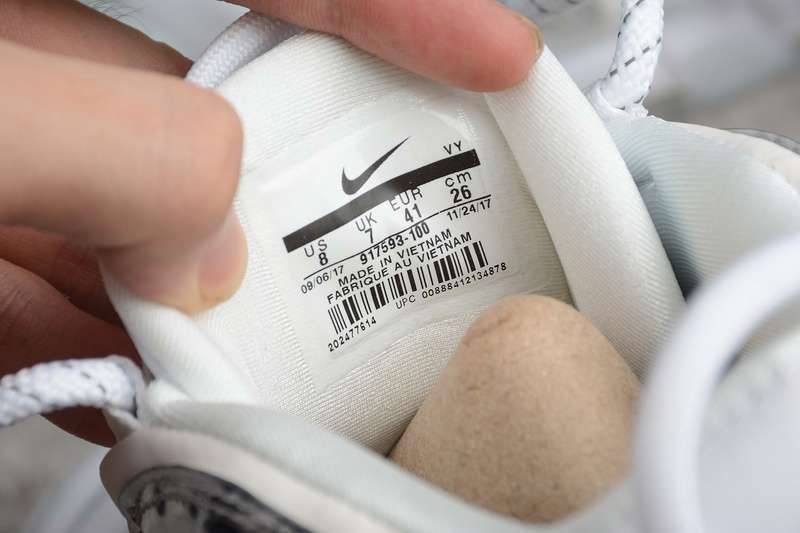 VY
US UK EUR cm
8 7 41 26
09/06/17 917593-100 11/24/17
MADE IN VIETNAM
FABRIQUE AU VIETNAM
202477614 UPC 00888412134878